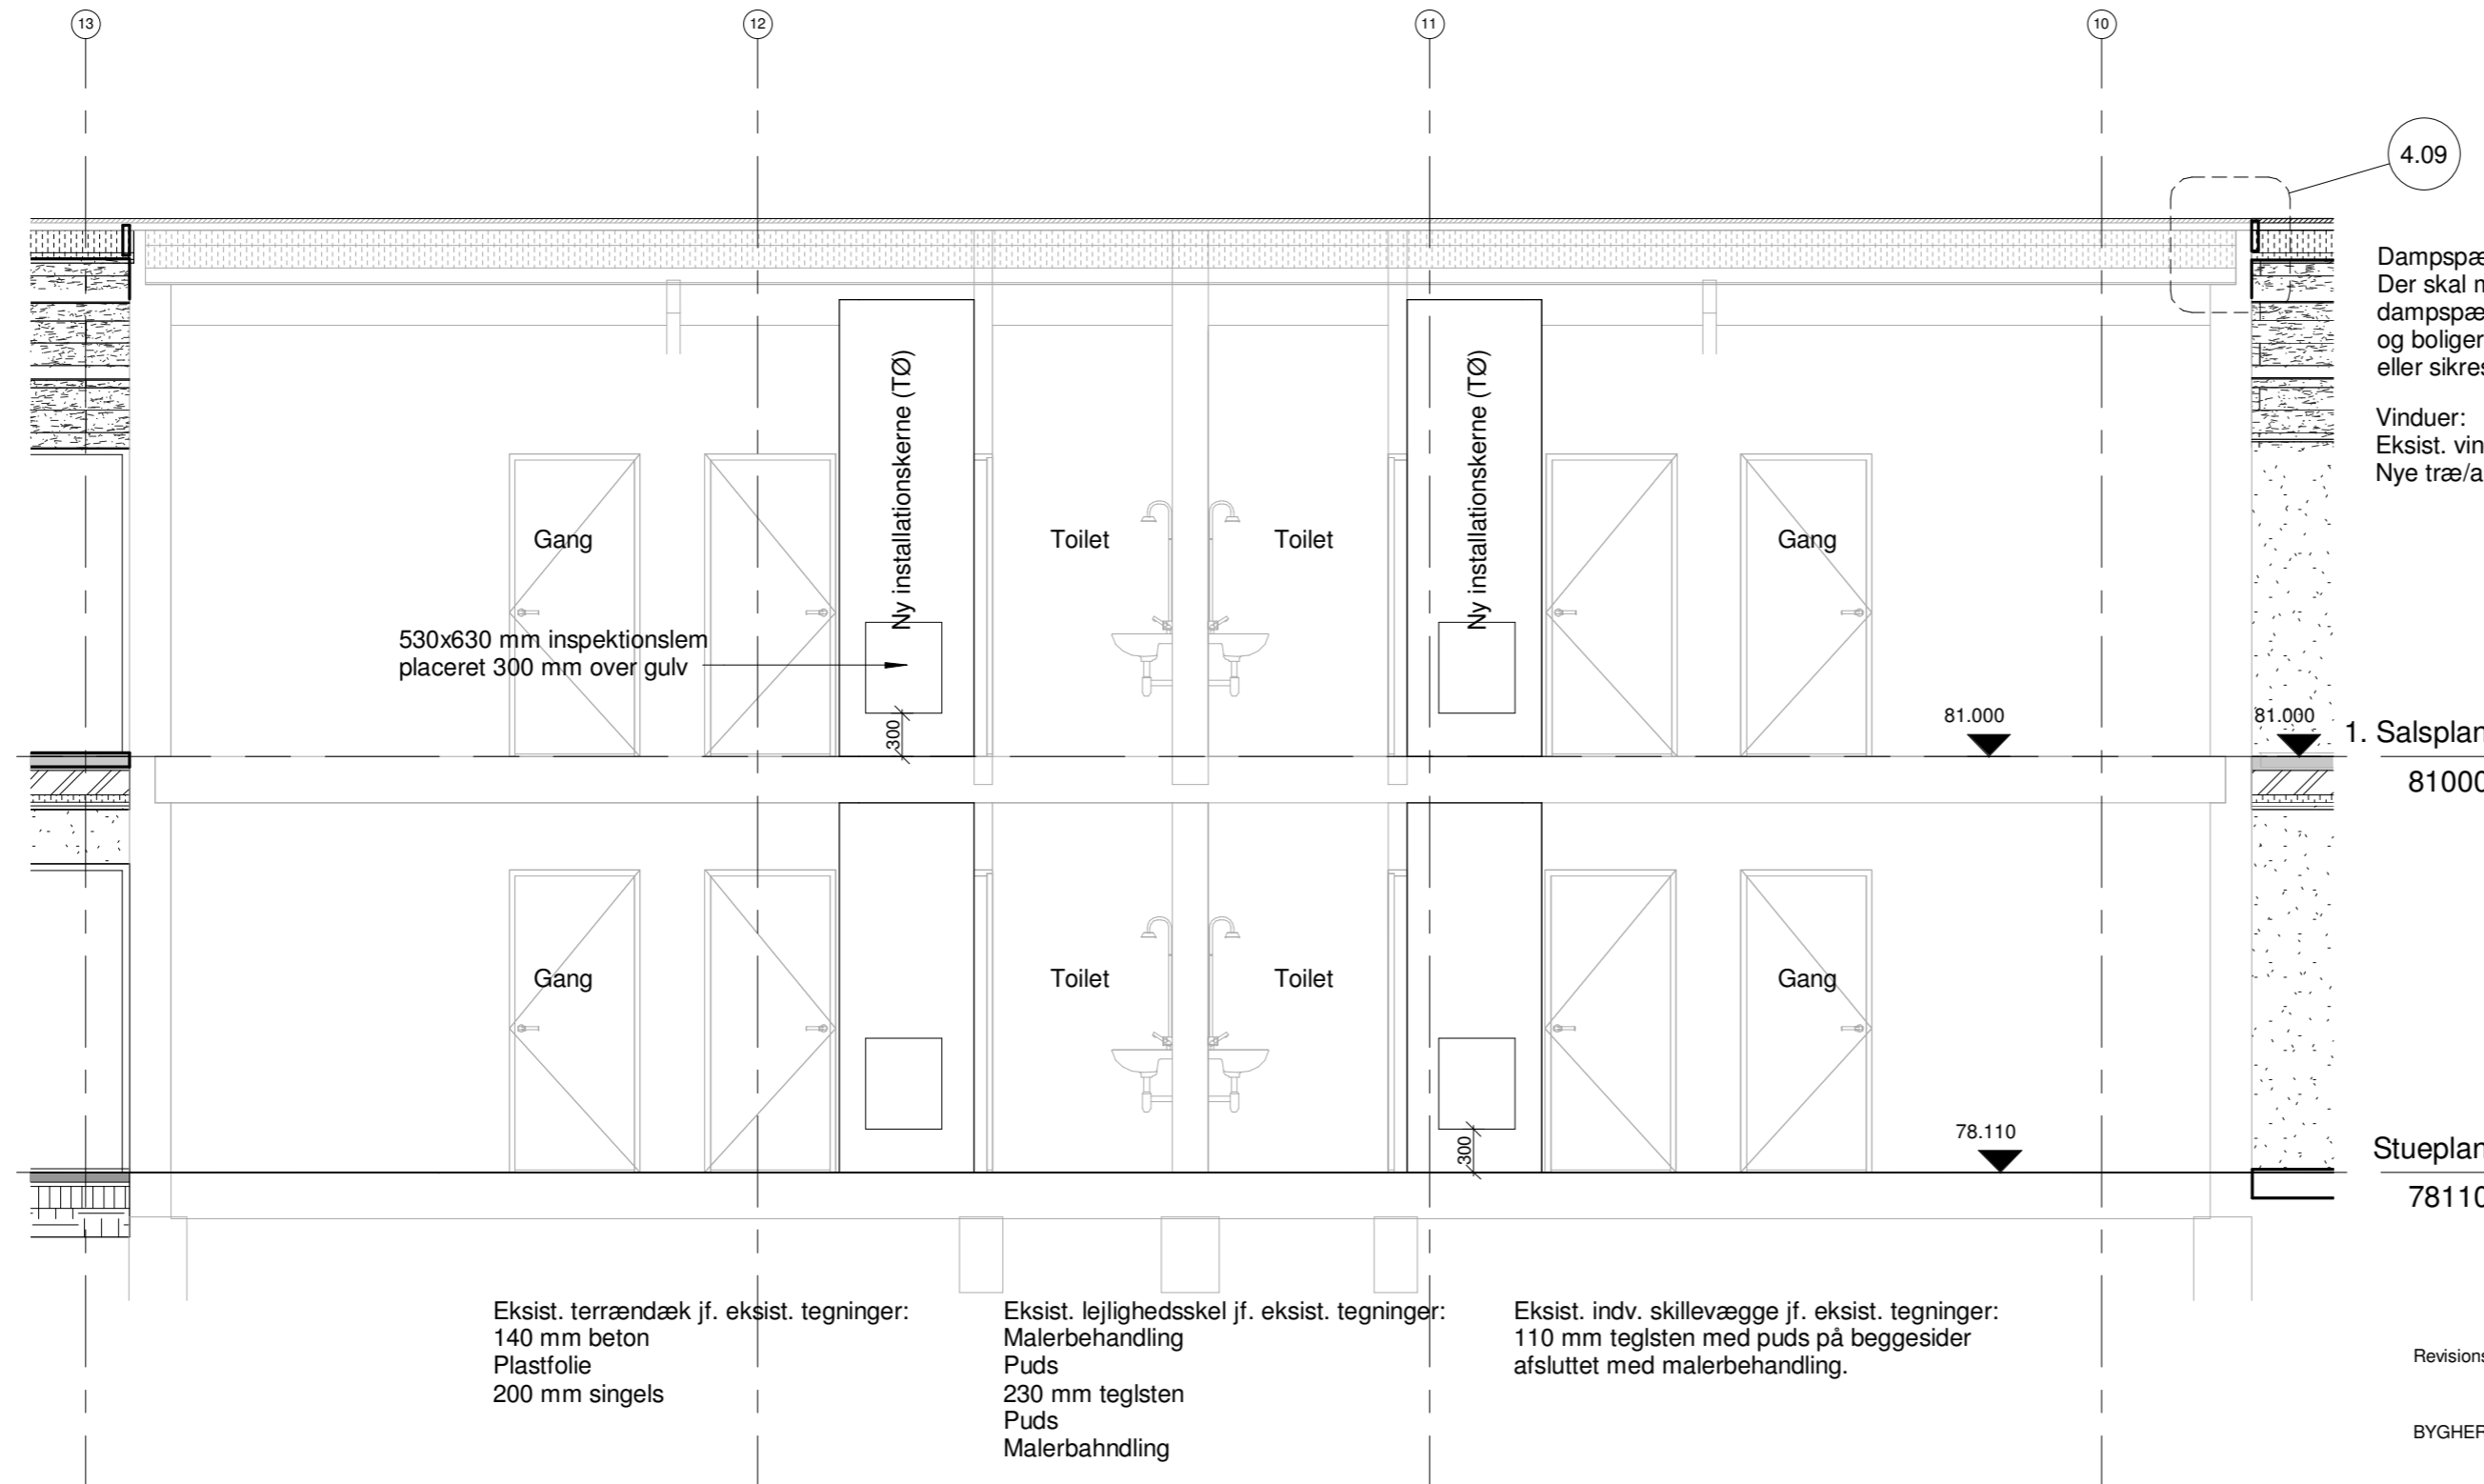 13
12
11
10
4.09
Dampspæ
Der skal m
dampspæ
og boliger
eller sikres
Vinduer:
Eksist. vin
Nye træ/a
Ny installationskerne (TØ)
Ny installationskerne (TØ)
Gang
Toilet
Toilet
Gang
530x630 mm inspektionslem
placeret 300 mm over gulv
300
81.000
81.000
1. Salsplan
81000
Gang
Toilet
Toilet
Gang
300
78.110
Stueplan
78110
Eksist. terrændæk jf. eksist. tegninger:
140 mm beton
Plastfolie
200 mm singels
Eksist. lejlighedsskel jf. eksist. tegninger:
Malerbehandling
Puds
230 mm teglsten
Puds
Malerbahndling
Eksist. indv. skillevægge jf. eksist. tegninger:
110 mm teglsten med puds på beggesider
afsluttet med malerbehandling.
Revisions
BYGHER